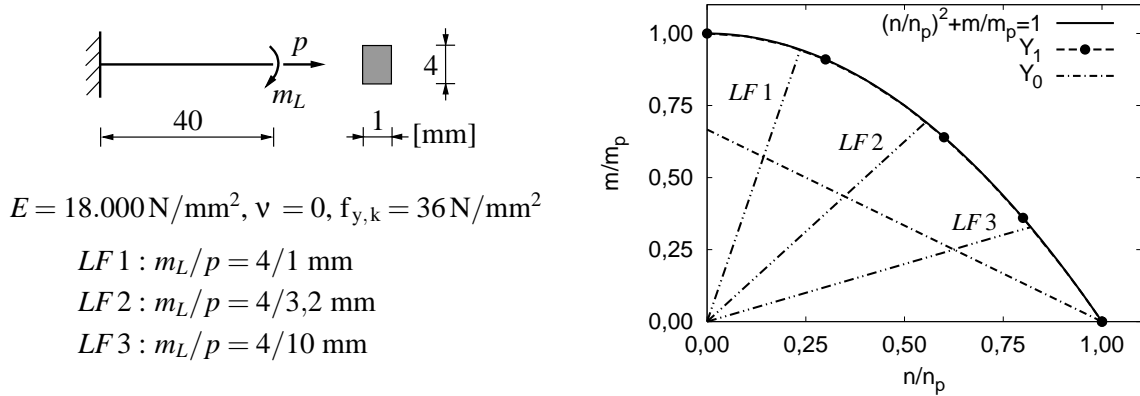 p
m_L
40
4
1
[mm]
E = 18.000 N/mm², ν = 0, f_{y,k} = 36 N/mm²
LF 1 : m_L/p = 4/1 mm
LF 2 : m_L/p = 4/3,2 mm
LF 3 : m_L/p = 4/10 mm
(n/n_p)²+m/m_p=1
Y_1
Y_0
1,00
0,75
0,50
0,25
0,00
m/m_p
LF 1
LF 2
LF 3
0,00 0,25 0,50 0,75 1,00
n/n_p